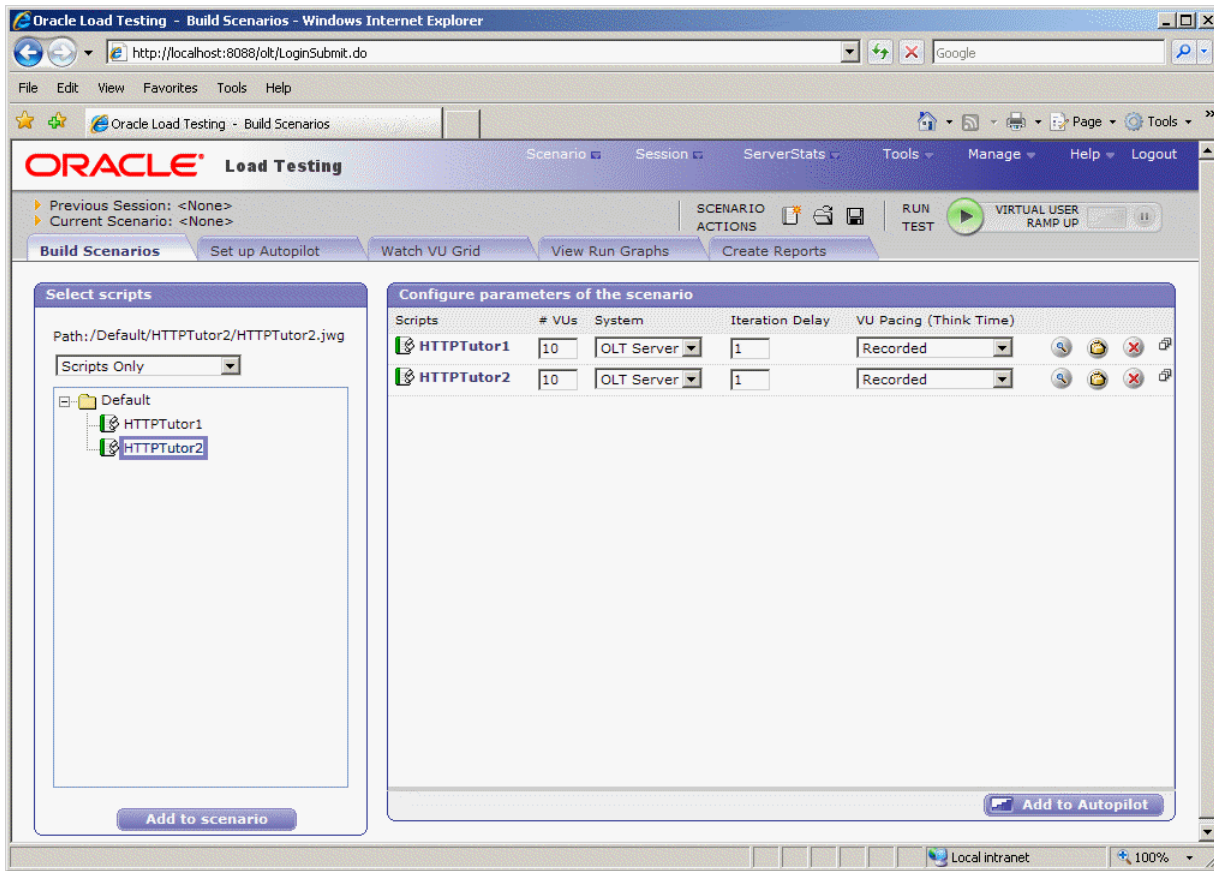 Oracle Load Testing - Build Scenarios - Windows Internet Explorer
http://localhost:8088/olt/LoginSubmit.do
Google
File Edit View Favorites Tools Help
Oracle Load Testing - Build Scenarios
Page Tools
ORACLE Load Testing
Scenario Session ServerStats Tools Manage Help Logout
Previous Session: <None>
Current Scenario: <None>
SCENARIO ACTIONS
RUN TEST
VIRTUAL USER RAMP UP
Build Scenarios Set up Autopilot Watch VU Grid View Run Graphs Create Reports
Select scripts
Path:/Default/HTTPTutor2/HTTPTutor2.jwg
Scripts Only
Default
HTTPTutor1
HTTPTutor2
Add to scenario
Configure parameters of the scenario
Scripts # VUs System Iteration Delay VU Pacing (Think Time)
HTTPTutor1 10 OLT Server 1 Recorded
HTTPTutor2 10 OLT Server 1 Recorded
Add to Autopilot
Local intranet
100%